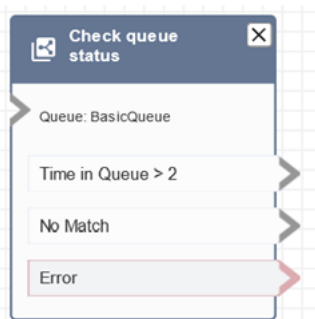 Check queue
status
Queue: BasicQueue
Time in Queue > 2
No Match
Error